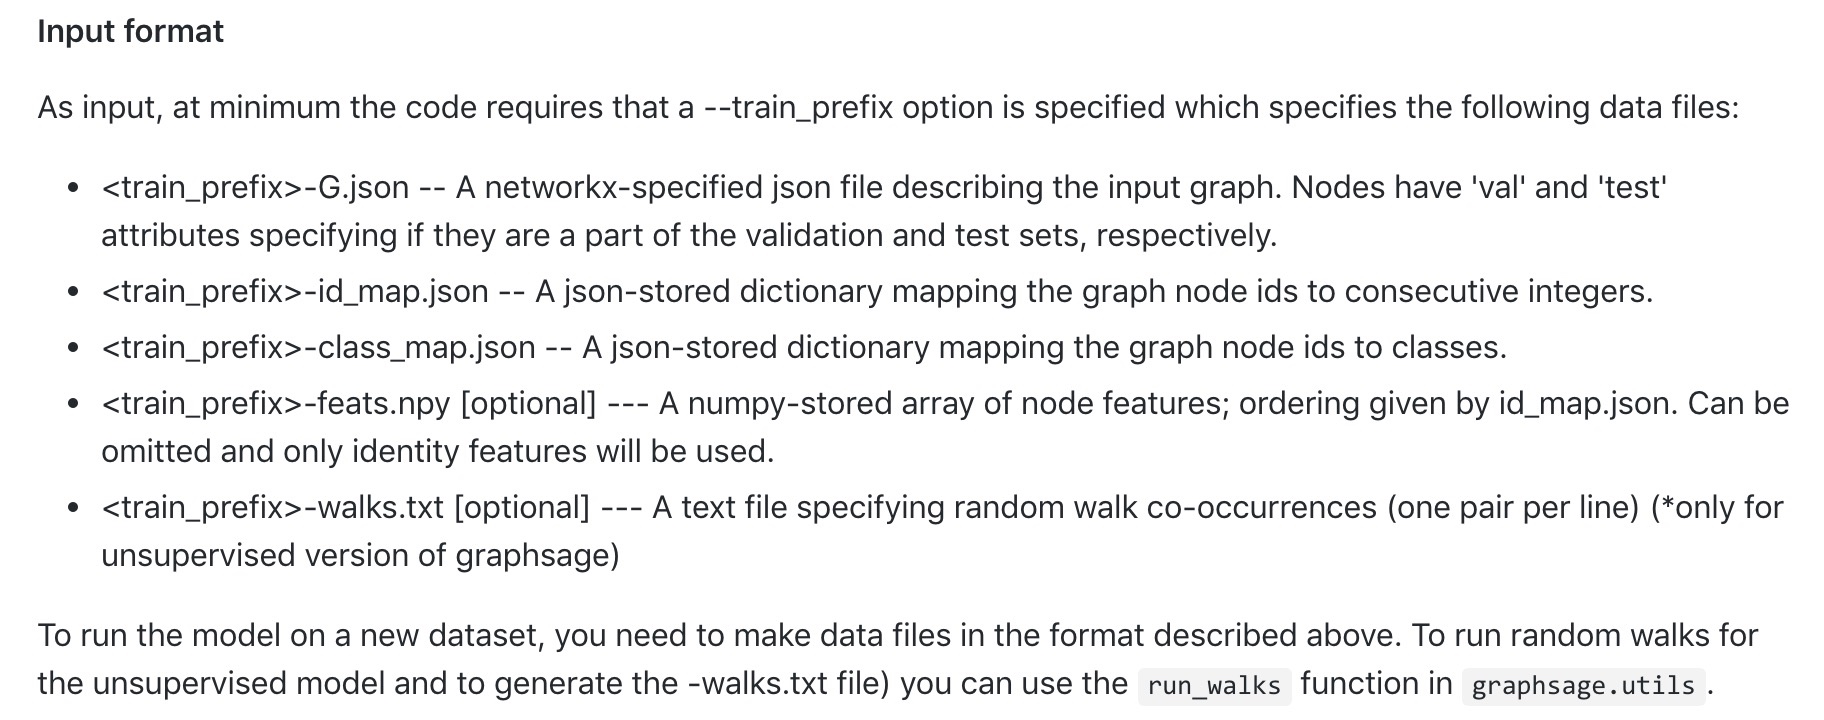 Input format
As input, at minimum the code requires that a --train_prefix option is specified which specifies the following data files:
• <train_prefix>-G.json -- A networkx-specified json file describing the input graph. Nodes have 'val' and 'test'
attributes specifying if they are a part of the validation and test sets, respectively.
• <train_prefix>-id_map.json -- A json-stored dictionary mapping the graph node ids to consecutive integers.
• <train_prefix>-class_map.json -- A json-stored dictionary mapping the graph node ids to classes.
• <train_prefix>-feats.npy [optional] --- A numpy-stored array of node features; ordering given by id_map.json. Can be
omitted and only identity features will be used.
• <train_prefix>-walks.txt [optional] --- A text file specifying random walk co-occurrences (one pair per line) (*only for
unsupervised version of graphsage)
To run the model on a new dataset, you need to make data files in the format described above. To run random walks for
the unsupervised model and to generate the -walks.txt file) you can use the run_walks function in graphsage.utils.